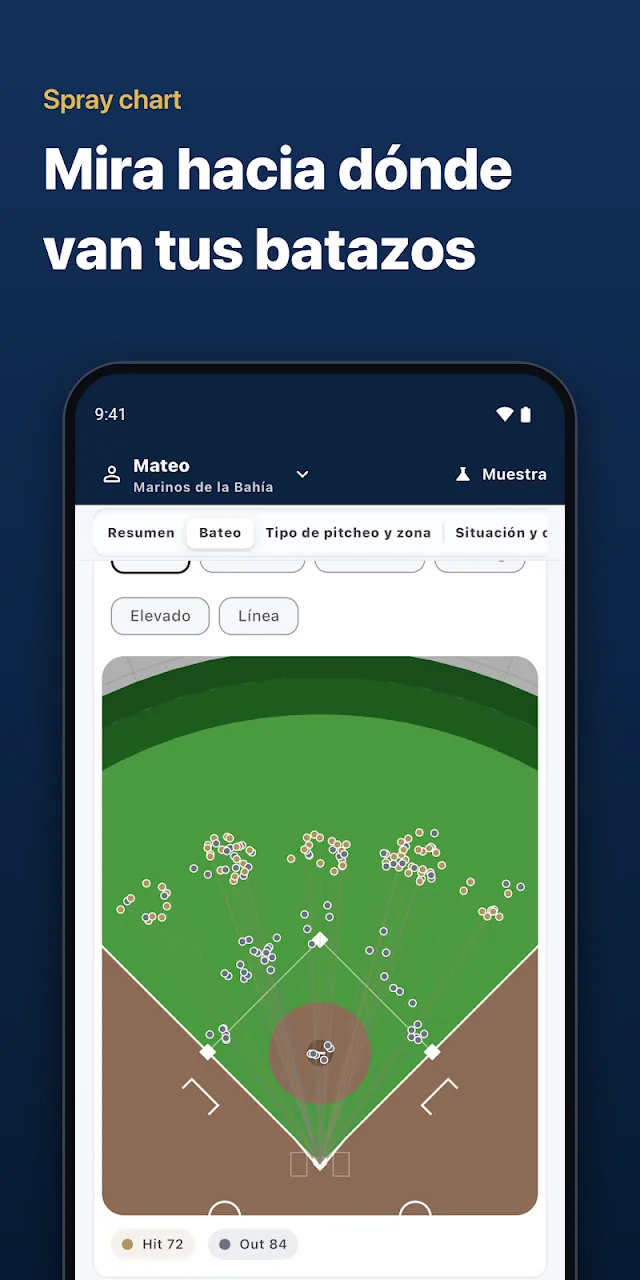 Spray chart
Mira hacia dónde
van tus batazos
9:41
Mateo
Marinos de la Bahía
Muestra
Resumen
Bateo
Tipo de pitcheo y zona
Situación y
Elevado
Línea
Hit 72
Out 84